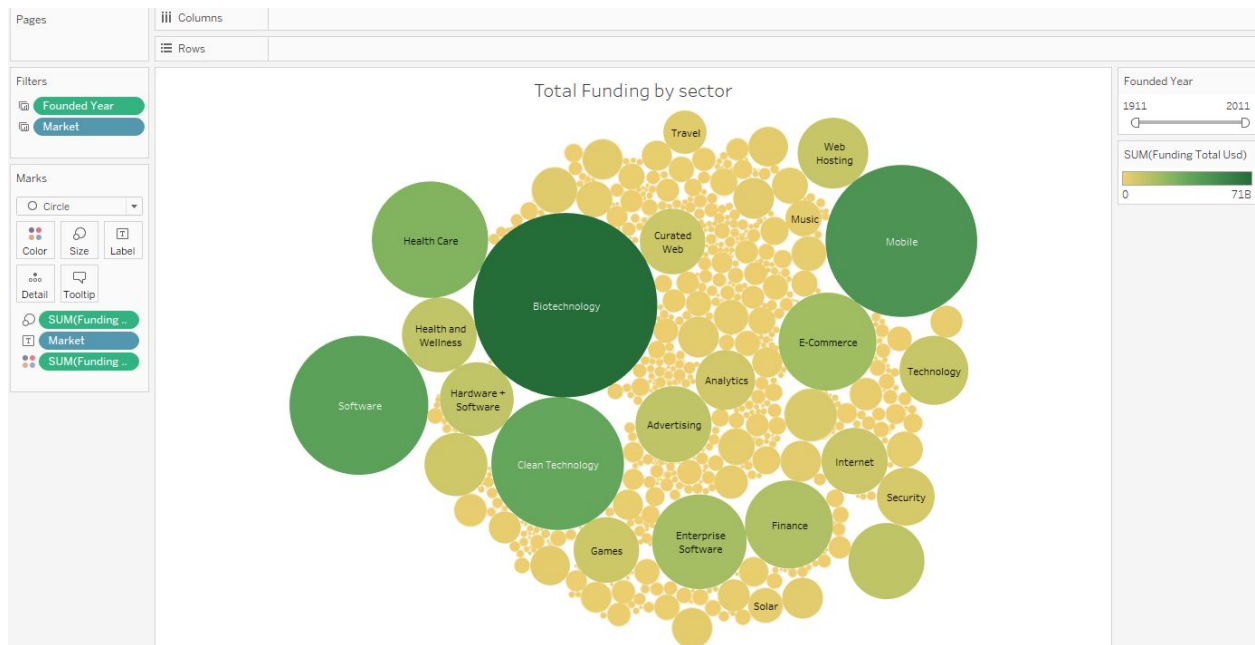 Pages
Columns
Rows
Filters
Founded Year
Market
Marks
Circle
Color
Size
Label
Detail
Tooltip
SUM(Funding ..
Market
SUM(Funding ..
Total Funding by sector
Travel
Web
Hosting
Music
Health Care
Curated
Web
Mobile
Biotechnology
Health and
Wellness
E-Commerce
Technology
Analytics
Hardware +
Software
Software
Advertising
Clean Technology
Internet
Security
Finance
Enterprise
Software
Games
Solar
Founded Year
1911
2011
SUM(Funding Total Usd)
0
71B